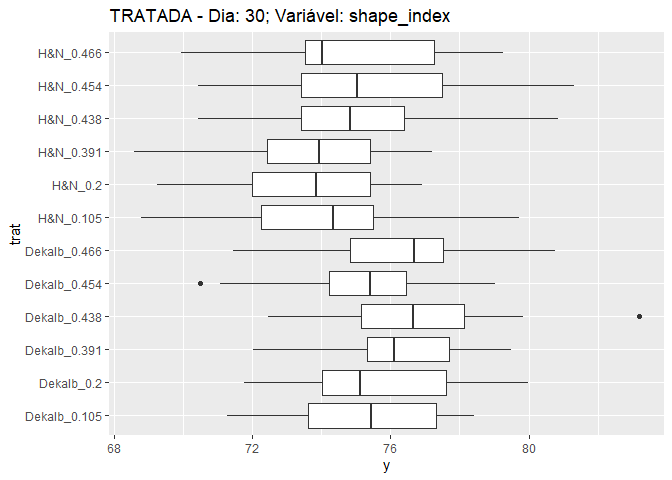 TRATADA - Dia: 30; Variável: shape_index
H&N_0.466
H&N_0.454
H&N_0.438
H&N_0.391
H&N_0.2
H&N_0.105
Dekalb_0.466
Dekalb_0.454
Dekalb_0.438
Dekalb_0.391
Dekalb_0.2
Dekalb_0.105
trat
68 72 76 80
y